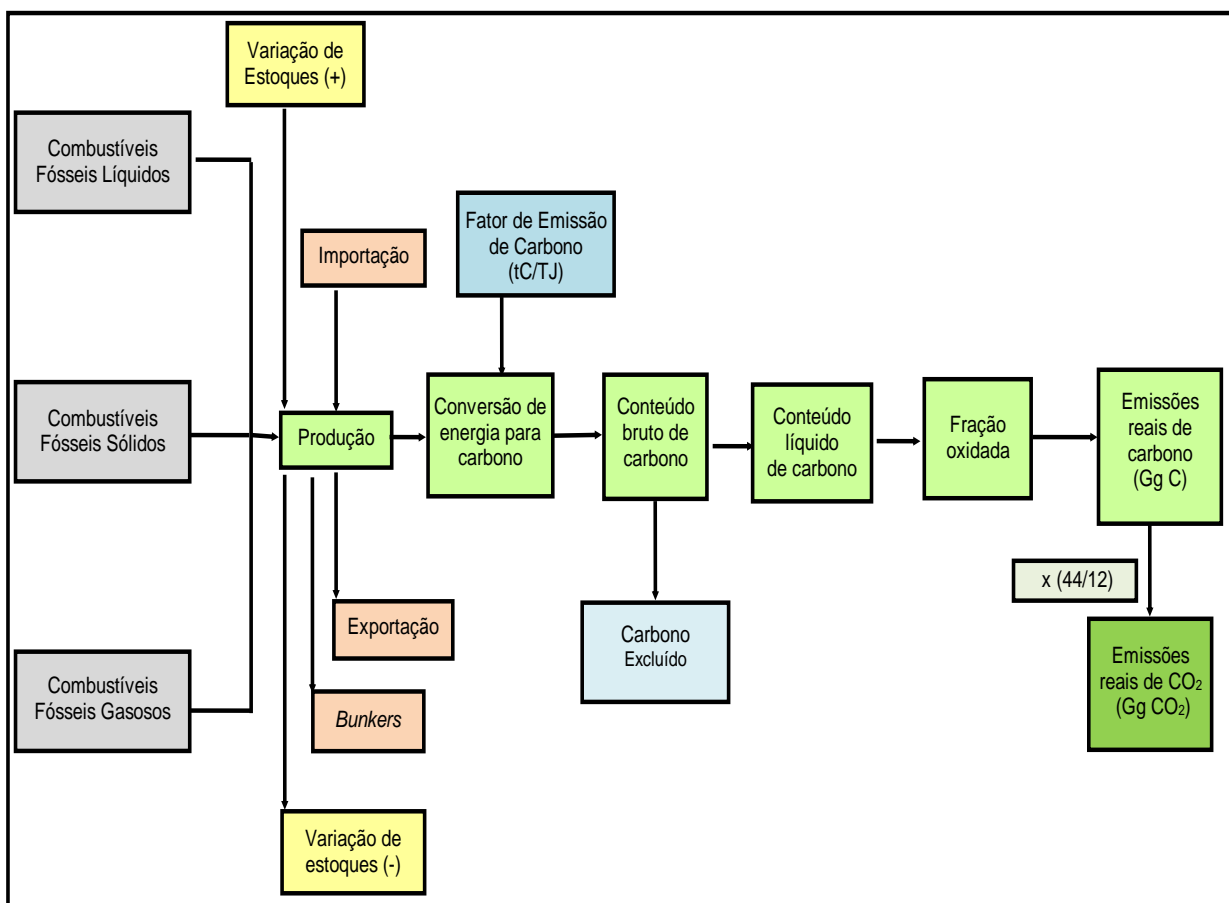 Variação de
Estoques (+)
Combustíveis
Fósseis Líquidos
Importação
Fator de Emissão
de Carbono
(tC/TJ)
Combustíveis
Fósseis Sólidos
Produção
Conversão de
energia para
carbono
Conteúdo
bruto de
carbono
Conteúdo
líquido
de carbono
Fração
oxidada
Emissões
reais de
carbono
(Gg C)
x (44/12)
Exportação
Carbono
Excluído
Emissões
reais de CO₂
(Gg CO₂)
Combustíveis
Fósseis Gasosos
Bunkers
Variação de
estoques (-)